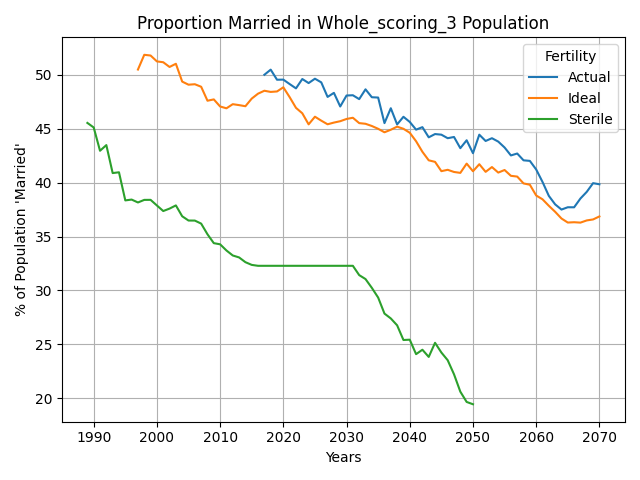 Proportion Married in Whole_scoring_3 Population
% of Population 'Married'
50
45
40
35
30
25
20
Fertility
Actual
Ideal
Sterile
1990 2000 2010 2020 2030 2040 2050 2060 2070
Years